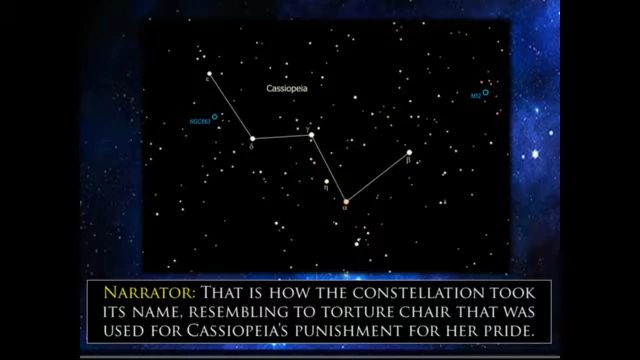 ε
Cassiopeia
M52
NGC663
γ
δ
β
η
α
NARRATOR: THAT IS HOW THE CONSTELLATION TOOK
ITS NAME, RESEMBLING TO TORTURE CHAIR THAT WAS
USED FOR CASSIOPEIA'S PUNISHMENT FOR HER PRIDE.